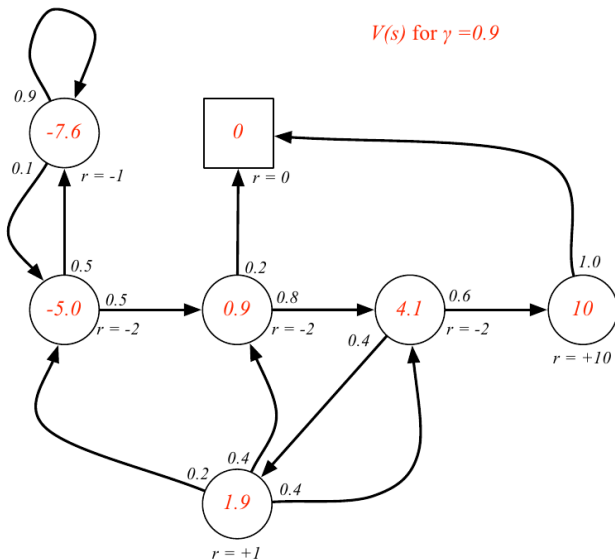 V(s) for γ =0.9
0.9
-7.6
0
0.1
r = -1
r = 0
1.0
0.5
0.2
-5.0
0.5
0.9
0.8
4.1
0.6
10
r = -2
r = -2
r = -2
0.4
r = +10
0.2
0.4
1.9
0.4
r = +1